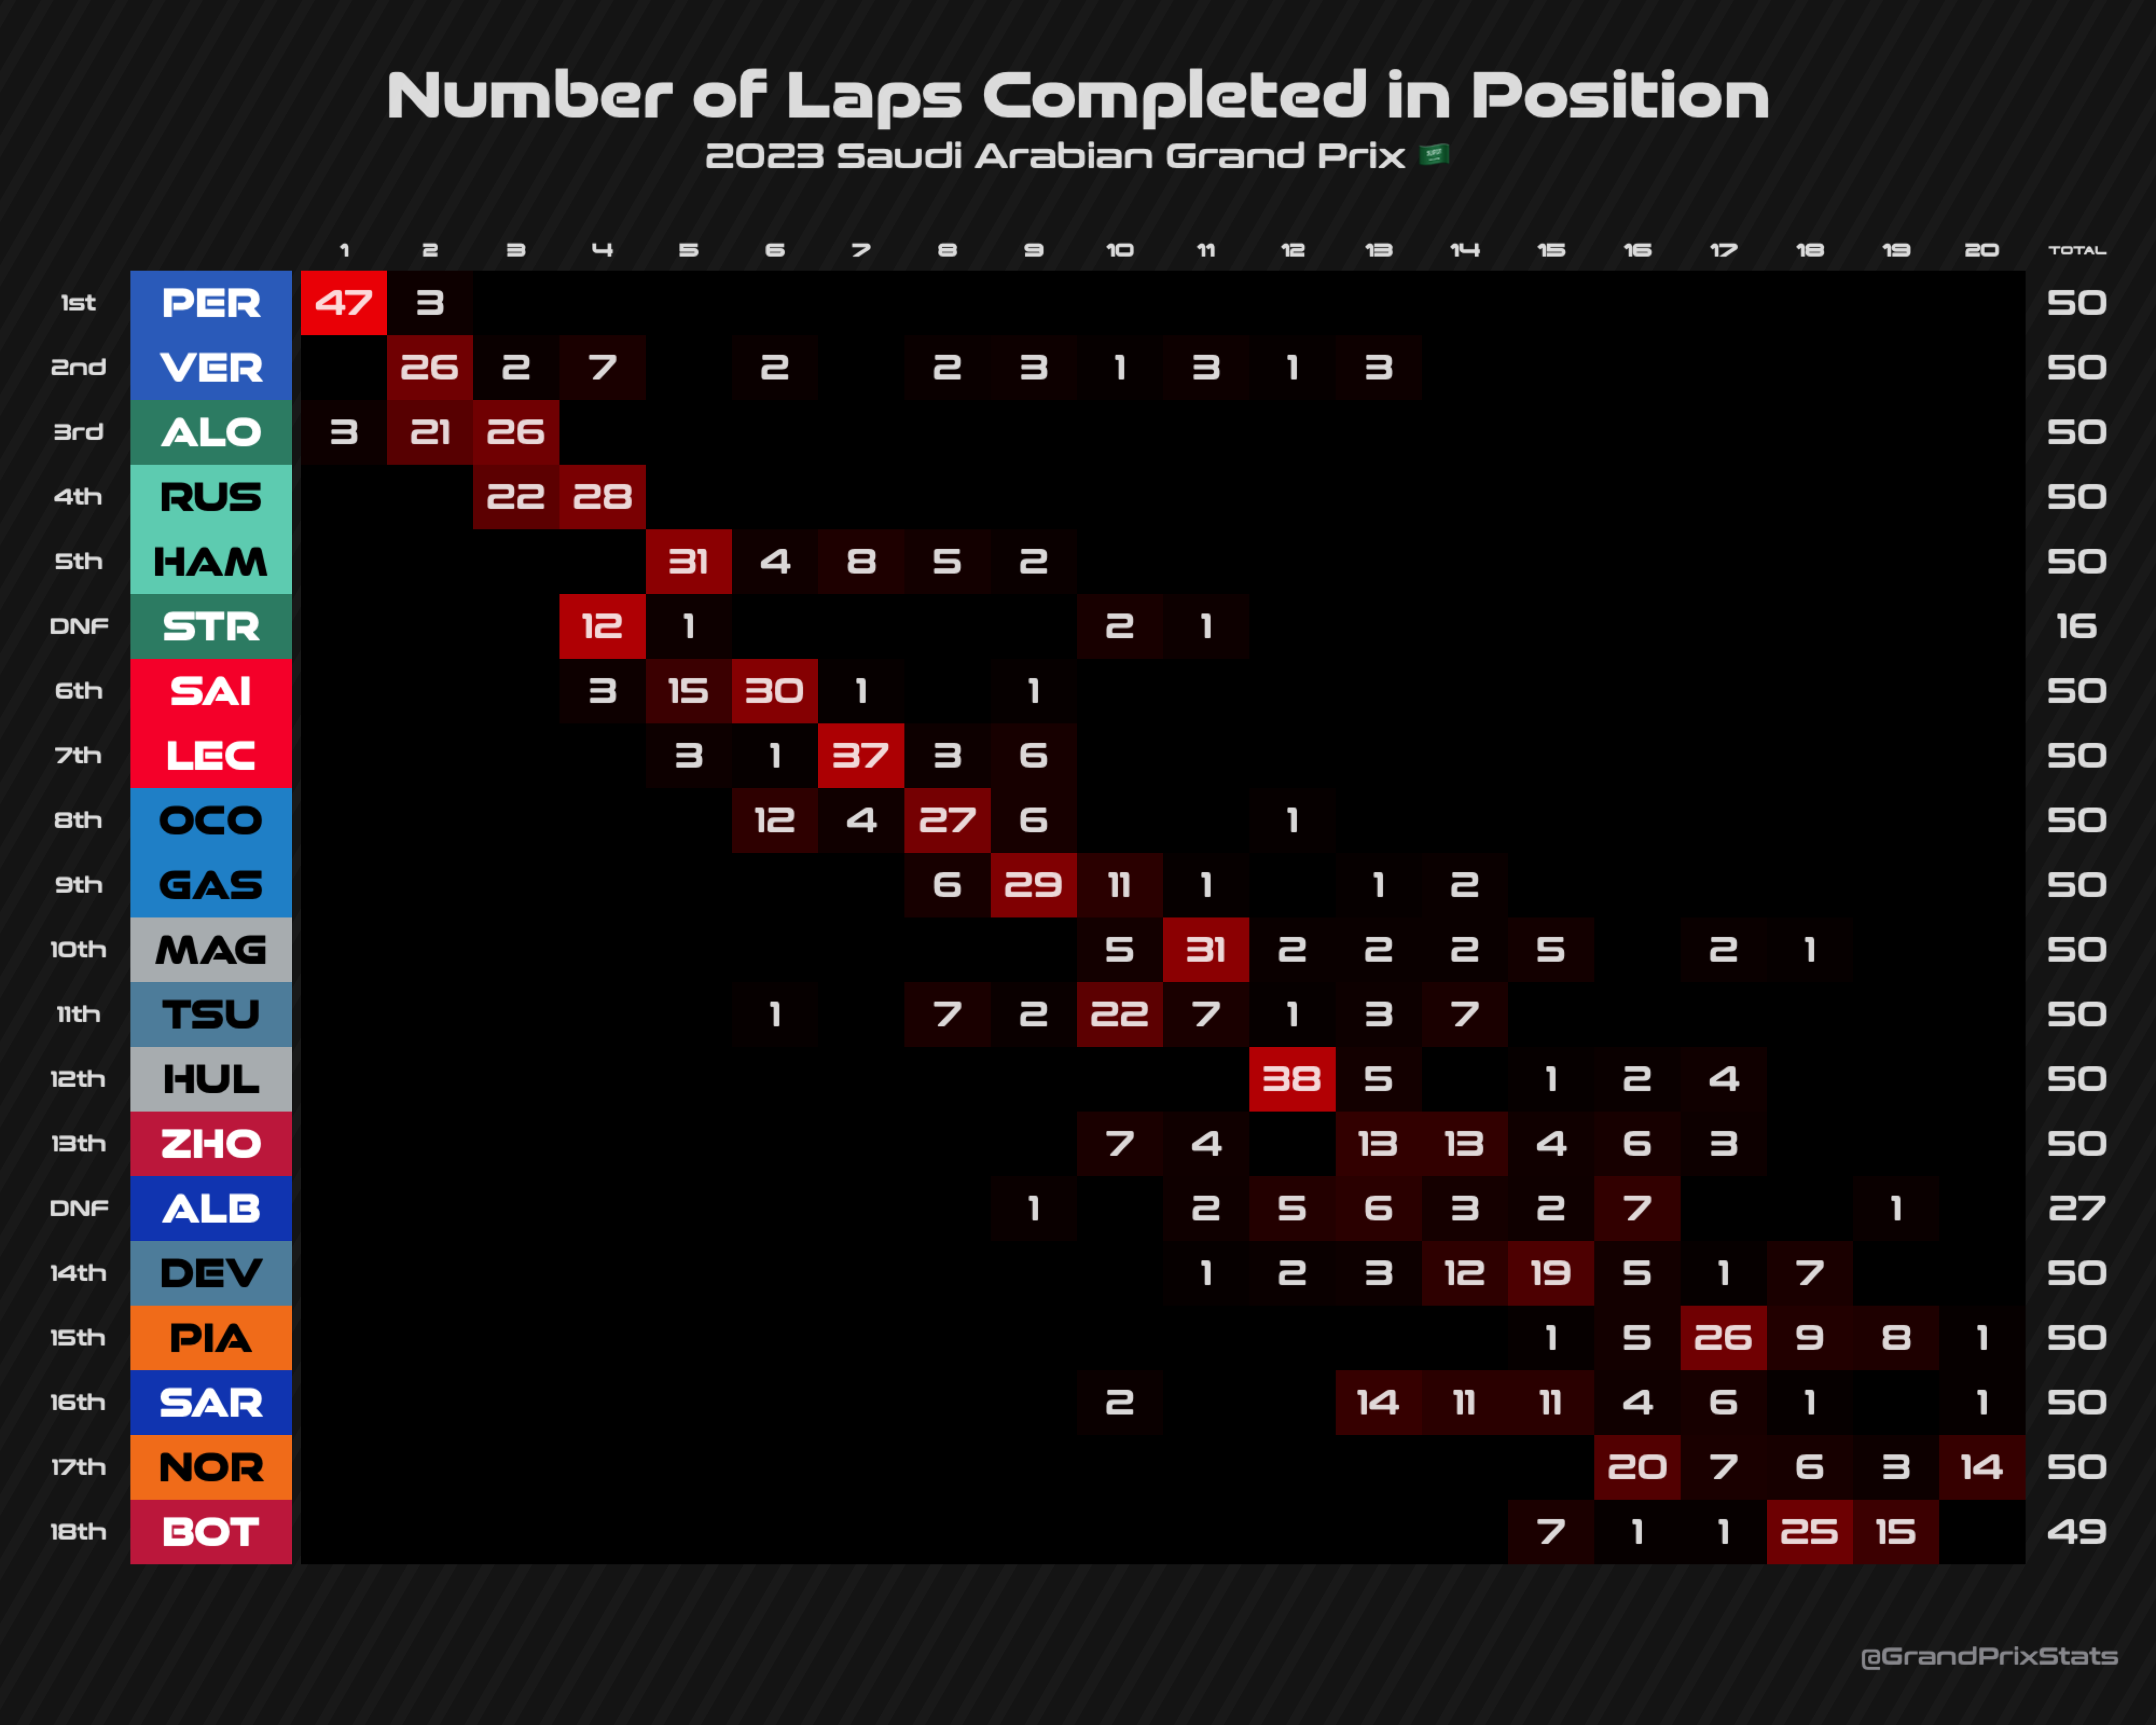 Number of Laps Completed in Position
2023 Saudi Arabian Grand Prix
1 2 3 4 5 6 7 8 9 10 11 12 13 14 15 16 17 18 19 20 TOTAL
1st PER 47 3 50
2nd VER 26 2 7 2 2 3 1 3 1 3 50
3rd ALO 3 21 26 50
4th RUS 22 28 50
5th HAM 31 4 8 5 2 50
DNF STR 12 1 2 1 16
6th SAI 3 15 30 1 1 50
7th LEC 3 1 37 3 6 50
8th OCO 12 4 27 6 1 50
9th GAS 6 29 11 1 1 2 50
10th MAG 5 31 2 2 2 5 2 1 50
11th TSU 1 7 2 22 7 1 3 7 50
12th HUL 38 5 1 2 4 50
13th ZHO 7 4 13 13 4 6 3 50
DNF ALB 1 2 5 6 3 2 7 1 27
14th DEV 1 2 3 12 19 5 1 7 50
15th PIA 1 5 26 9 8 1 50
16th SAR 2 14 11 11 4 6 1 1 50
17th NOR 20 7 6 3 14 50
18th BOT 7 1 1 25 15 49
@GrandPrixStats